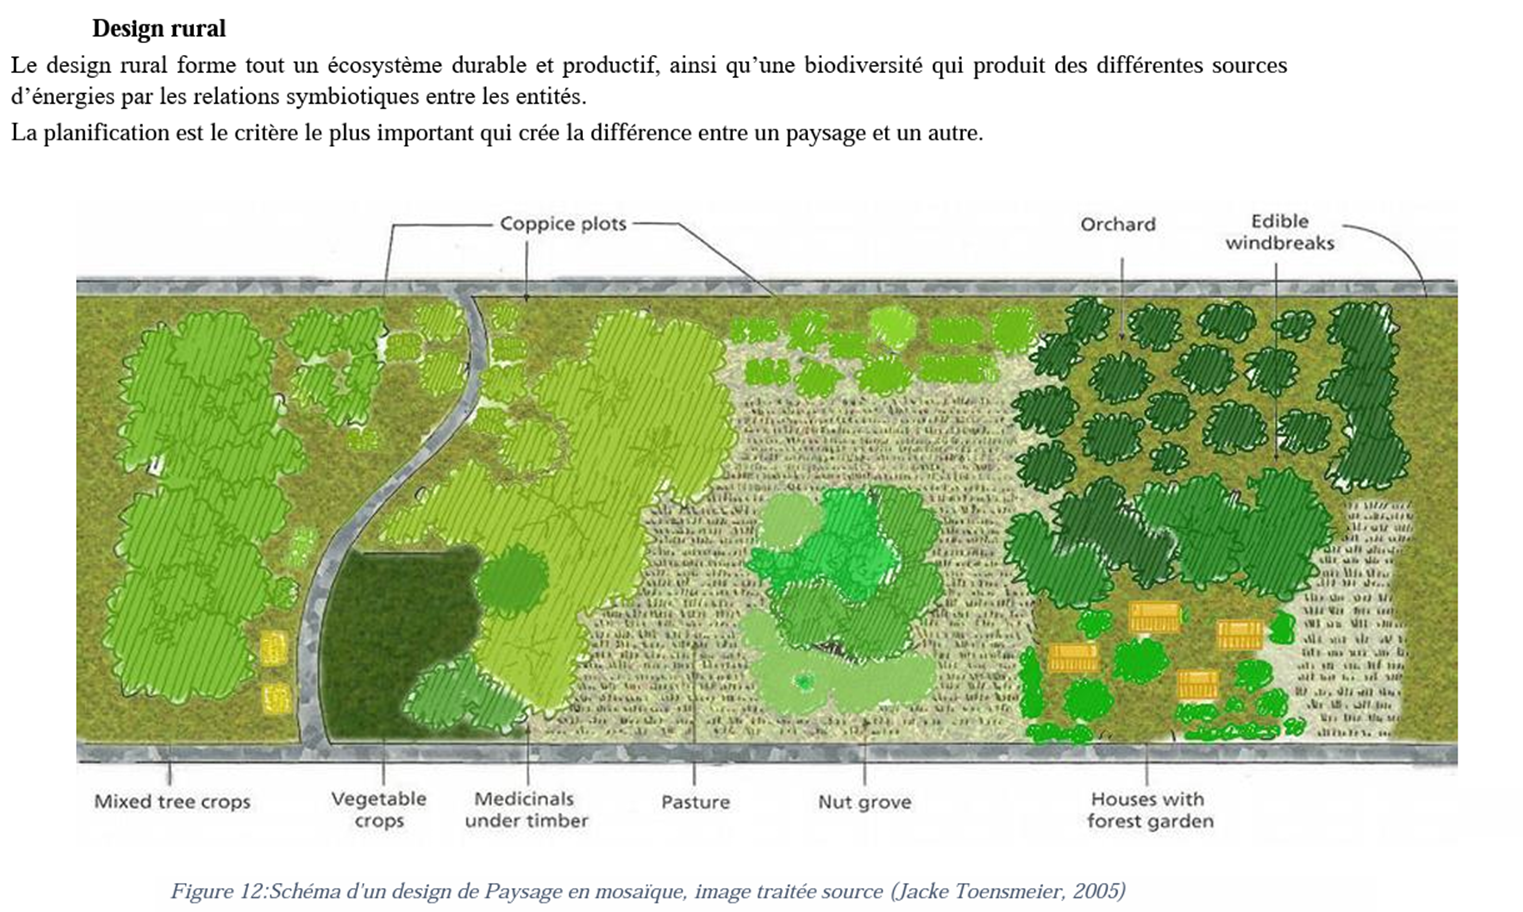 Design rural
Le design rural forme tout un écosystème durable et productif, ainsi qu’une biodiversité qui produit des différentes sources
d’énergies par les relations symbiotiques entre les entités.
La planification est le critère le plus important qui crée la différence entre un paysage et un autre.
Coppice plots
Orchard
Edible
windbreaks
Mixed tree crops
Vegetable
crops
Medicinals
under timber
Pasture
Nut grove
Houses with
forest garden
Figure 12:Schéma d'un design de Paysage en mosaïque, image traitée source (Jacke Toensmeier, 2005)